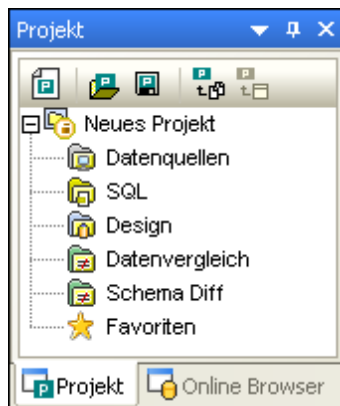 Projekt
Neues Projekt
Datenquellen
SQL
Design
Datenvergleich
Schema Diff
Favoriten
Projekt Online Browser